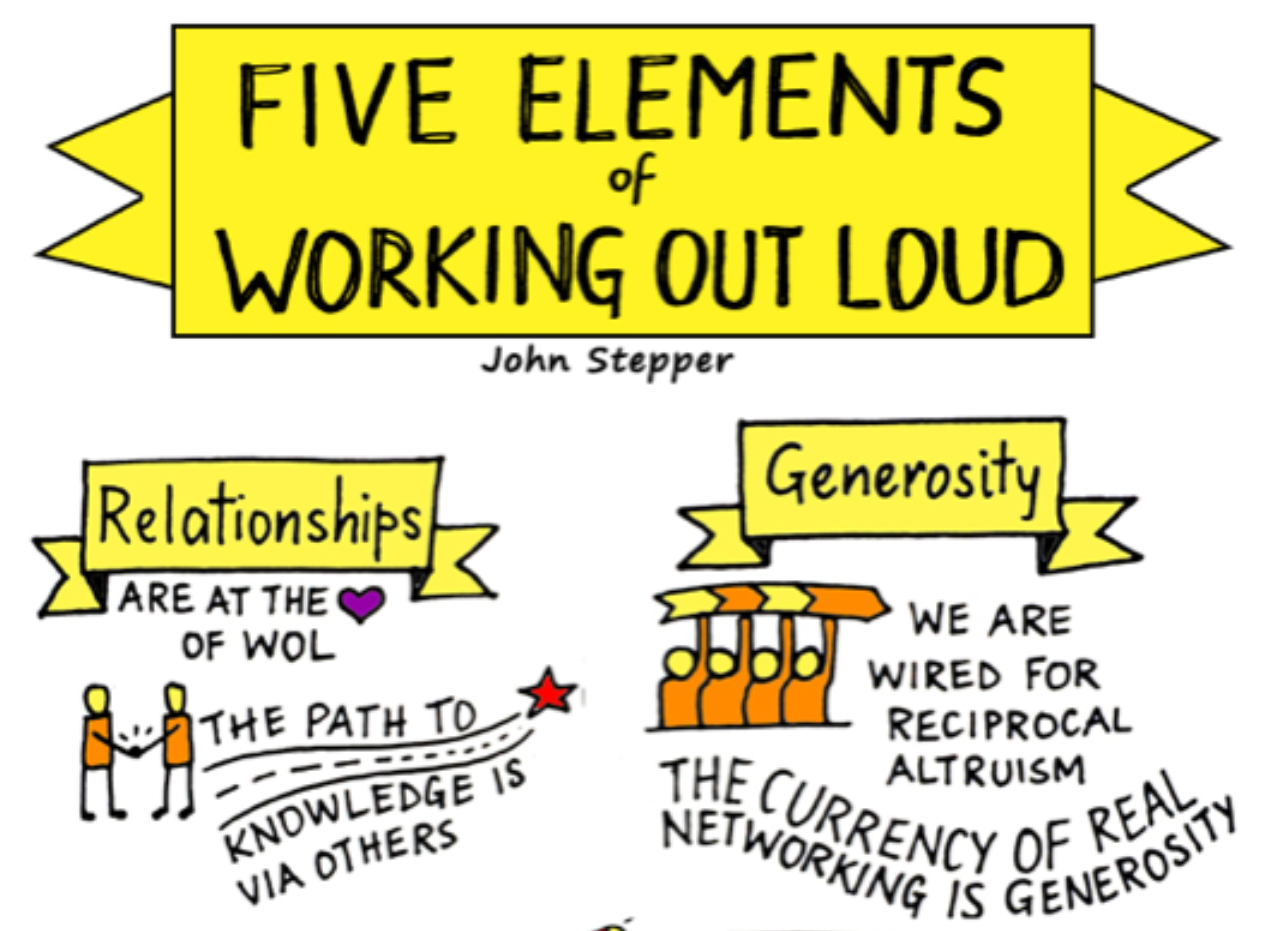 FIVE ELEMENTS
of
WORKING OUT LOUD
John Stepper
Relationships
ARE AT THE
OF WOL
THE PATH TO
KNOWLEDGE IS
VIA OTHERS
Generosity
WE ARE
WIRED FOR
RECIPROCAL
ALTRUISM
THE CURRENCY OF REAL
NETWORKING IS GENEROSITY